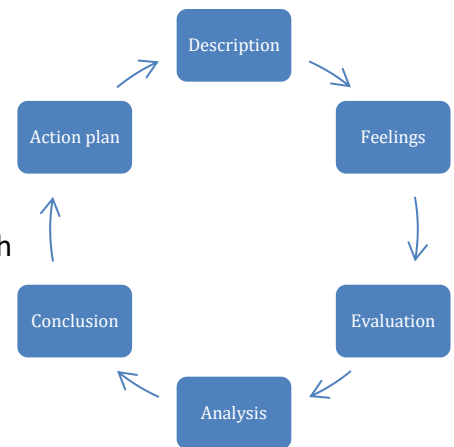 Description
Feelings
Evaluation
Analysis
Conclusion
Action plan
h